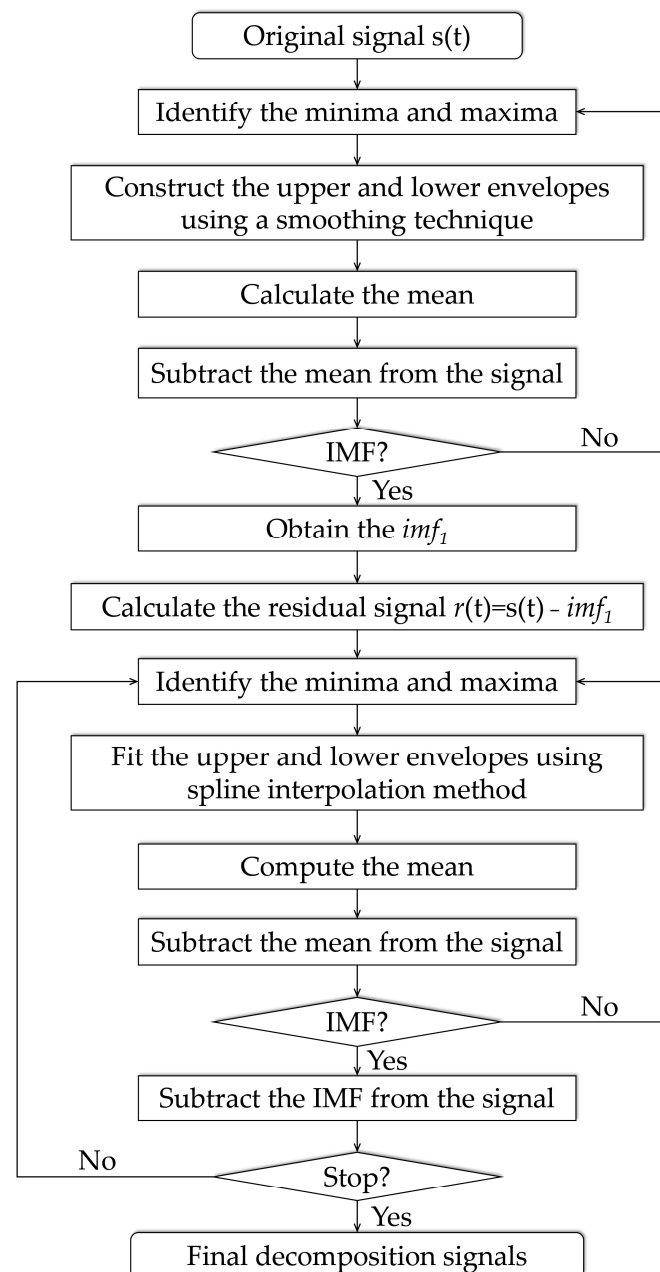 Original signal s(t)
Identify the minima and maxima
Construct the upper and lower envelopes
using a smoothing technique
Calculate the mean
Subtract the mean from the signal
IMF?
No
Yes
Obtain the imf₁
Calculate the residual signal r(t)=s(t) - imf₁
Identify the minima and maxima
Fit the upper and lower envelopes using
spline interpolation method
Compute the mean
Subtract the mean from the signal
IMF?
No
Yes
Subtract the IMF from the signal
No
Stop?
Yes
Final decomposition signals